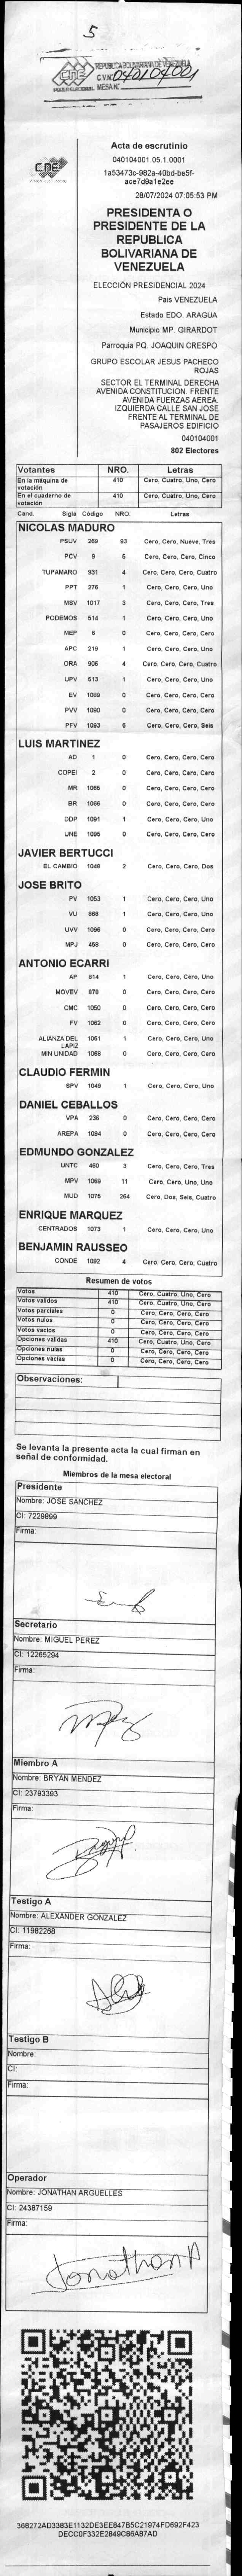 5
CNE
REPUBLICA BOLIVARIANA DE VENEZUELA
C.V.Nº 040104001
PODER ELECTORAL MESA Nº
CNE
PODER ELECTORAL
Acta de escrutinio
040104001.05.1.0001
1a53473c-982a-40bd-be5f-
ace7d9a1e2ee
28/07/2024 07:05:53 PM
PRESIDENTA O
PRESIDENTE DE LA
REPUBLICA
BOLIVARIANA DE
VENEZUELA
ELECCIÓN PRESIDENCIAL 2024
Pais VENEZUELA
Estado EDO. ARAGUA
Municipio MP. GIRARDOT
Parroquia PQ. JOAQUIN CRESPO
GRUPO ESCOLAR JESUS PACHECO
ROJAS
SECTOR EL TERMINAL DERECHA
AVENIDA CONSTITUCION. FRENTE
AVENIDA FUERZAS AEREA.
IZQUIERDA CALLE SAN JOSE
FRENTE AL TERMINAL DE
PASAJEROS EDIFICIO
040104001
802 Electores
Votantes NRO. Letras
En la máquina de votación 410 Cero, Cuatro, Uno, Cero
En el cuaderno de votación 410 Cero, Cuatro, Uno, Cero
Cand. Sigla Código NRO. Letras
NICOLAS MADURO
PSUV 269 93 Cero, Cero, Nueve, Tres
PCV 9 5 Cero, Cero, Cero, Cinco
TUPAMARO 931 4 Cero, Cero, Cero, Cuatro
PPT 276 1 Cero, Cero, Cero, Uno
MSV 1017 3 Cero, Cero, Cero, Tres
PODEMOS 514 1 Cero, Cero, Cero, Uno
MEP 6 0 Cero, Cero, Cero, Cero
APC 219 1 Cero, Cero, Cero, Uno
ORA 906 4 Cero, Cero, Cero, Cuatro
UPV 513 1 Cero, Cero, Cero, Uno
EV 1089 0 Cero, Cero, Cero, Cero
PVV 1090 0 Cero, Cero, Cero, Cero
PFV 1093 6 Cero, Cero, Cero, Seis
LUIS MARTINEZ
AD 1 0 Cero, Cero, Cero, Cero
COPEI 2 0 Cero, Cero, Cero, Cero
MR 1065 0 Cero, Cero, Cero, Cero
BR 1066 0 Cero, Cero, Cero, Cero
DDP 1091 1 Cero, Cero, Cero, Uno
UNE 1095 0 Cero, Cero, Cero, Cero
JAVIER BERTUCCI
EL CAMBIO 1048 2 Cero, Cero, Cero, Dos
JOSE BRITO
PV 1053 1 Cero, Cero, Cero, Uno
VU 868 1 Cero, Cero, Cero, Uno
UVV 1096 0 Cero, Cero, Cero, Cero
MPJ 458 0 Cero, Cero, Cero, Cero
ANTONIO ECARRI
AP 814 1 Cero, Cero, Cero, Uno
MOVEV 878 0 Cero, Cero, Cero, Cero
CMC 1050 0 Cero, Cero, Cero, Cero
FV 1062 0 Cero, Cero, Cero, Cero
ALIANZA DEL LAPIZ 1051 1 Cero, Cero, Cero, Uno
MIN UNIDAD 1068 0 Cero, Cero, Cero, Cero
CLAUDIO FERMIN
SPV 1049 1 Cero, Cero, Cero, Uno
DANIEL CEBALLOS
VPA 236 0 Cero, Cero, Cero, Cero
AREPA 1094 0 Cero, Cero, Cero, Cero
EDMUNDO GONZALEZ
UNTC 460 3 Cero, Cero, Cero, Tres
MPV 1069 11 Cero, Cero, Uno, Uno
MUD 1075 264 Cero, Dos, Seis, Cuatro
ENRIQUE MARQUEZ
CENTRADOS 1073 1 Cero, Cero, Cero, Uno
BENJAMIN RAUSSEO
CONDE 1092 4 Cero, Cero, Cero, Cuatro
Resumen de votos
Votos 410 Cero, Cuatro, Uno, Cero
Votos validos 410 Cero, Cuatro, Uno, Cero
Votos parciales 0 Cero, Cero, Cero, Cero
Votos nulos 0 Cero, Cero, Cero, Cero
Votos vacios 0 Cero, Cero, Cero, Cero
Opciones validas 410 Cero, Cuatro, Uno, Cero
Opciones nulas 0 Cero, Cero, Cero, Cero
Opciones vacias 0 Cero, Cero, Cero, Cero
Observaciones:
Se levanta la presente acta la cual firman en
señal de conformidad.
Miembros de la mesa electoral
Presidente
Nombre: JOSE SANCHEZ
CI: 7229899
Firma:
Secretario
Nombre: MIGUEL PEREZ
CI: 12265294
Firma:
Miembro A
Nombre: BRYAN MENDEZ
CI: 23793393
Firma:
Testigo A
Nombre: ALEXANDER GONZALEZ
CI: 11982268
Firma:
Testigo B
Nombre:
CI:
Firma:
Operador
Nombre: JONATHAN ARGUELLES
CI: 24387159
Firma:
Jonathan A
368272AD3383E1132DE3EE847B5C21974FD692F423
DECC0F332E2849C86A87AD